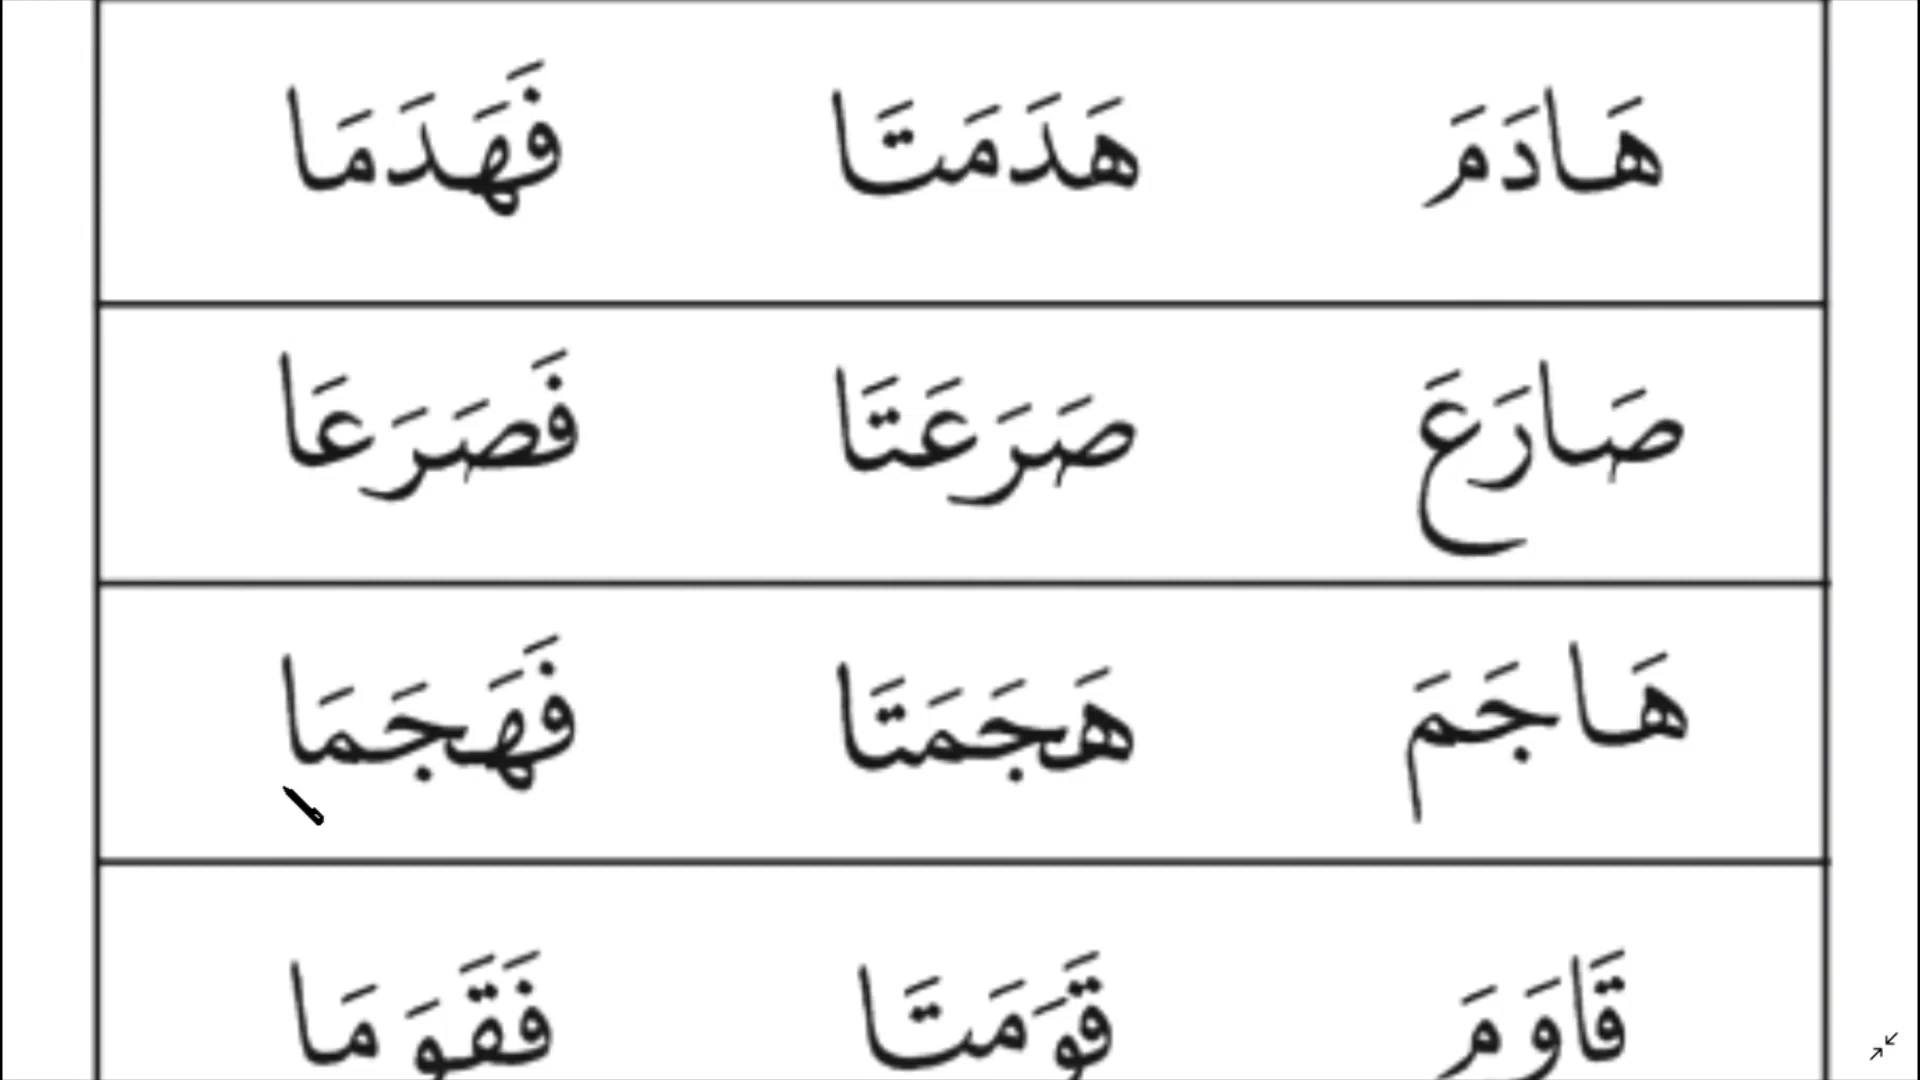 هَادَمَ هَدَمَتَا فَهَدَمَا
صَارَعَ صَرَعَتَا فَصَرَعَا
هَاجَمَ هَجَمَتَا فَهَجَمَا
قَاوَمَ قَوَمَتَا فَقَوَمَا